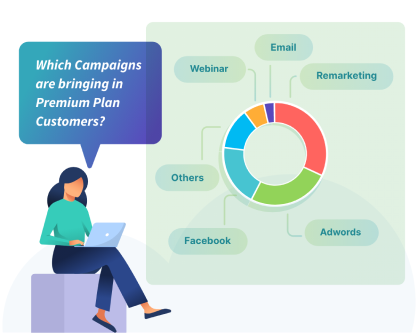 Which Campaigns
are bringing in
Premium Plan
Customers?
Email
Webinar
Remarketing
Others
Facebook
Adwords